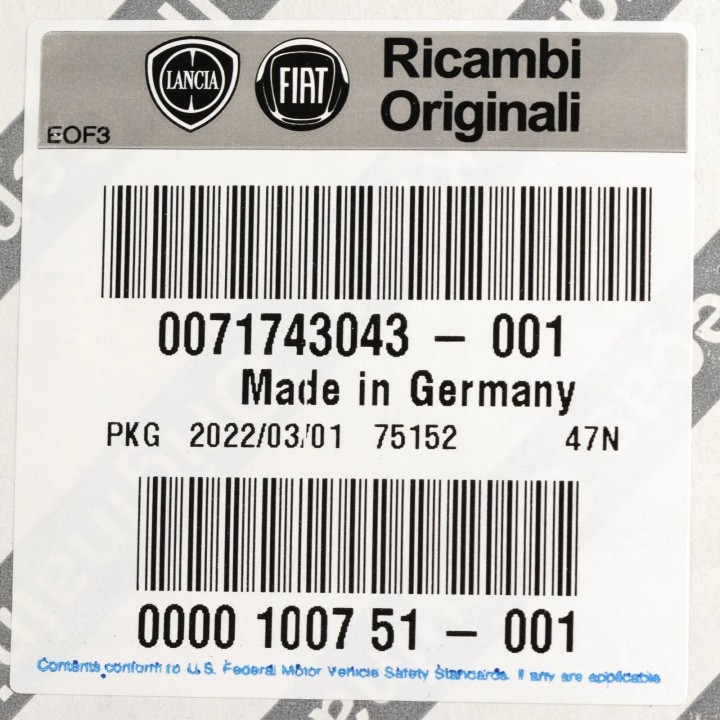 LANCIA FIAT Ricambi
Originali
EOF3
0071743043 - 001
Made in Germany
PKG 2022/03/01 75152 47N
0000 1007 51 - 001
Contents conform to U.S. Federal Motor Vehicle Safety Standards. If any are applicable